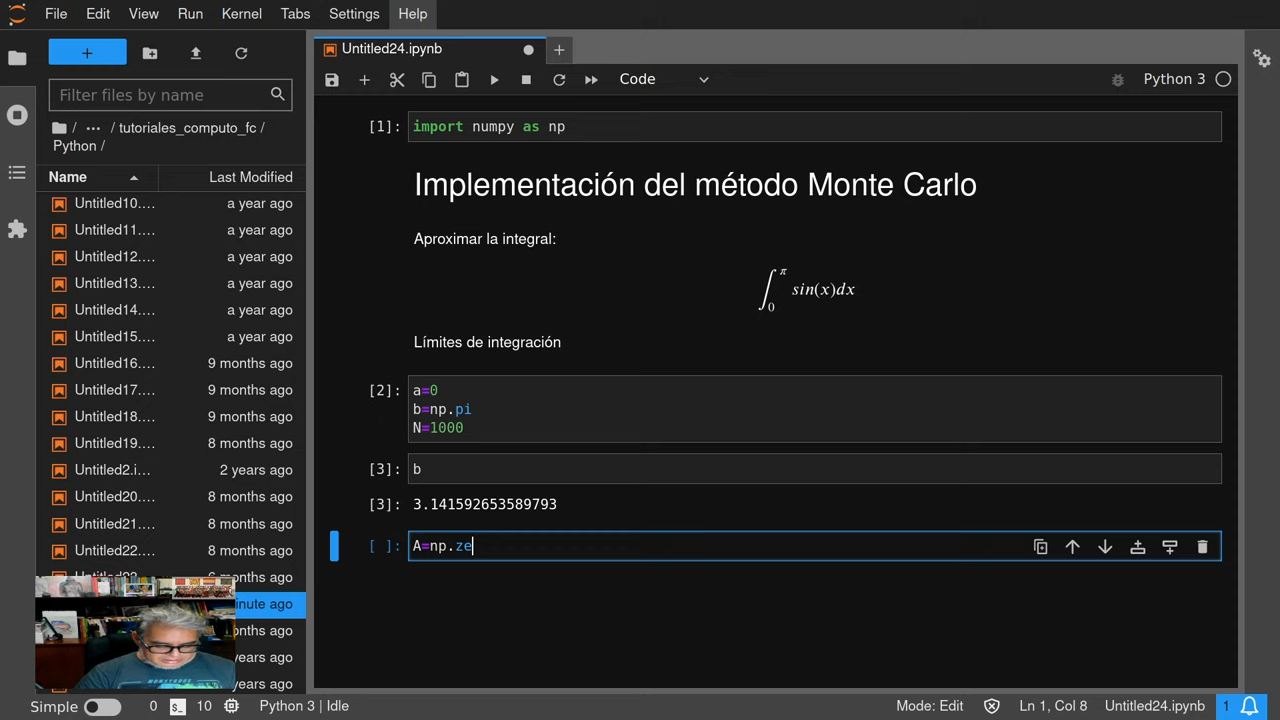 File Edit View Run Kernel Tabs Settings Help
Untitled24.ipynb
Code
Python 3
Filter files by name
/ ··· / tutoriales_computo_fc /
Python /
Name Last Modified
Untitled10.... a year ago
Untitled11.... a year ago
Untitled12.... a year ago
Untitled13.... a year ago
Untitled14.... a year ago
Untitled15.... a year ago
Untitled16.... 9 months ago
Untitled17.... 9 months ago
Untitled18.... 9 months ago
Untitled19.... 8 months ago
Untitled2.i... 2 years ago
Untitled20.... 8 months ago
Untitled21.... 8 months ago
Untitled22.... 8 months ago
months ago
ago
ago
ago
ago
[1]: import numpy as np
Implementación del método Monte Carlo
Aproximar la integral:
∫₀^π sin(x)dx
Límites de integración
[2]: a=0
b=np.pi
N=1000
[3]: b
[3]: 3.141592653589793
[ ]: A=np.ze
Simple 0 10 Python 3 | Idle Mode: Edit Ln 1, Col 8 Untitled24.ipynb 1